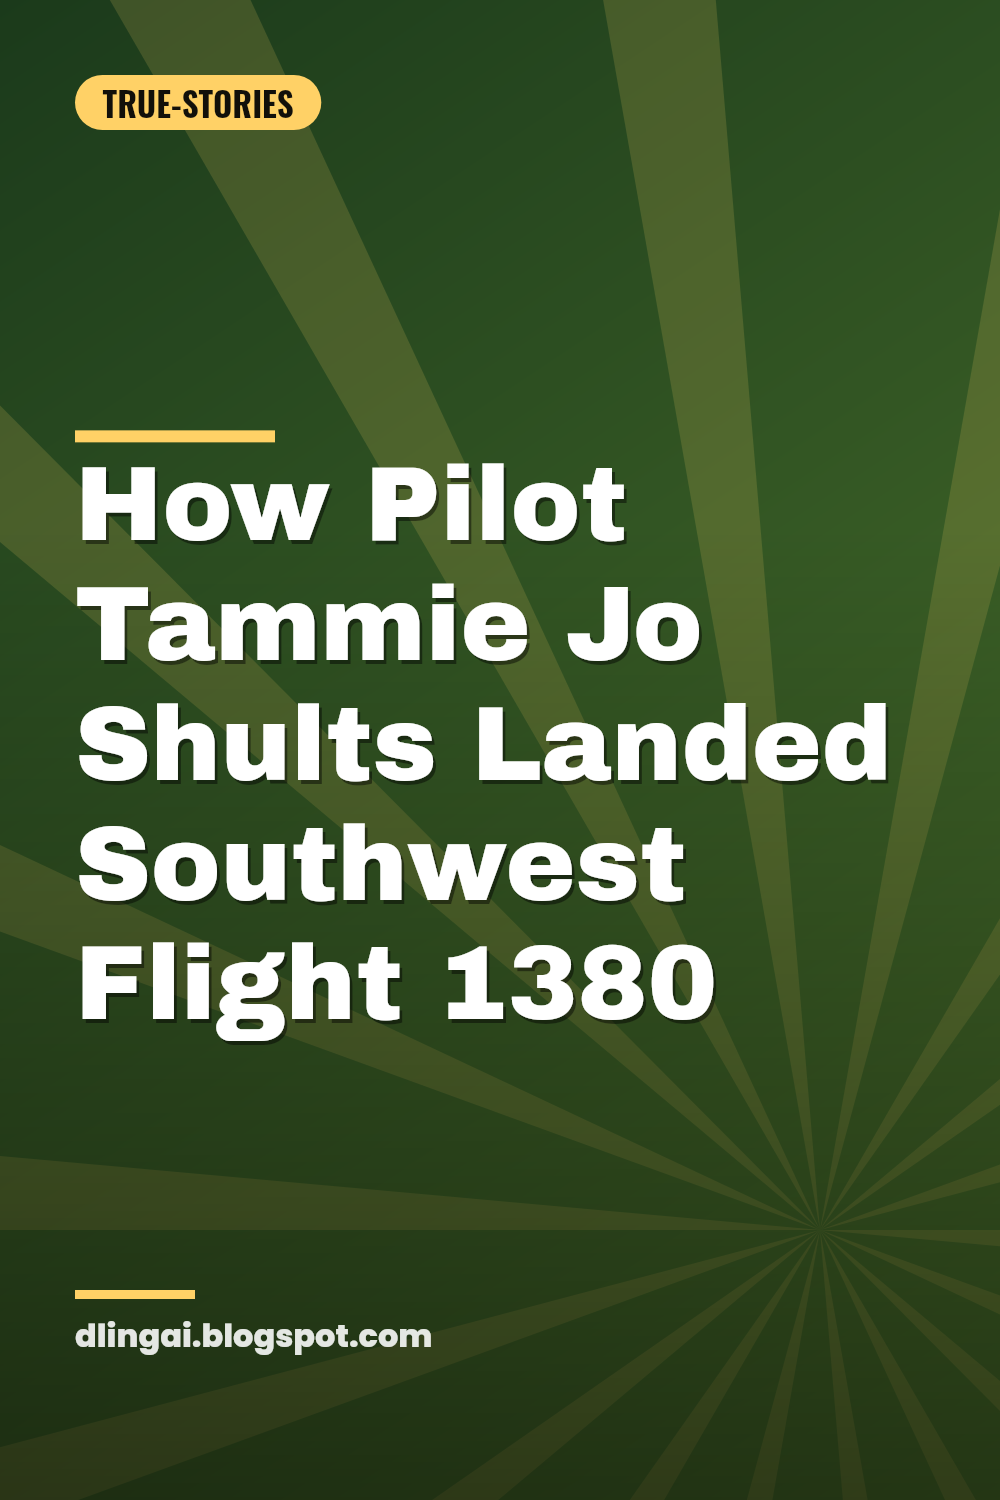 TRUE-STORIES
How Pilot
Tammie Jo
Shults Landed
Southwest
Flight 1380
dlingai.blogspot.com